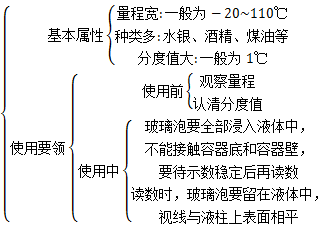 量程宽:一般为-20~110℃
基本属性
种类多:水银、酒精、煤油等
分度值大:一般为1℃
使用前
观察量程
认清分度值
使用要领
使用中
玻璃泡要全部浸入液体中,
不能接触容器底和容器壁,
要待示数稳定后再读数
读数时,玻璃泡要留在液体中,
视线与液柱上表面相平